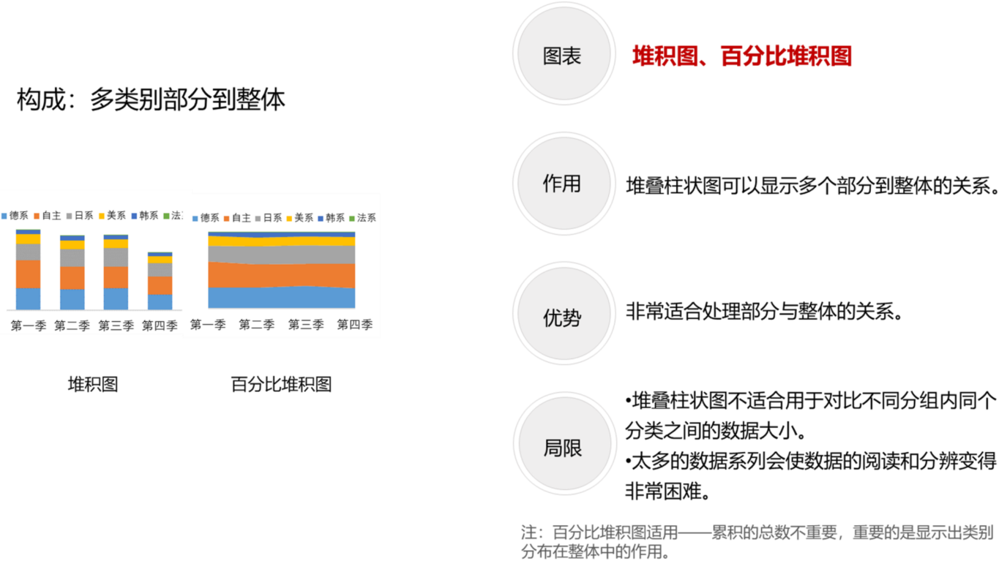 构成：多类别部分到整体
德系 自主 日系 美系 韩系 法
第一季 第二季 第三季 第四季
堆积图
德系 自主 日系 美系 韩系 法系
第一季 第二季 第三季 第四季
百分比堆积图
图表
堆积图、百分比堆积图
作用
堆叠柱状图可以显示多个部分到整体的关系。
优势
非常适合处理部分与整体的关系。
局限
•堆叠柱状图不适合用于对比不同分组内同个
分类之间的数据大小。
•太多的数据系列会使数据的阅读和分辨变得
非常困难。
注：百分比堆积图适用——累积的总数不重要，重要的是显示出类别
分布在整体中的作用。